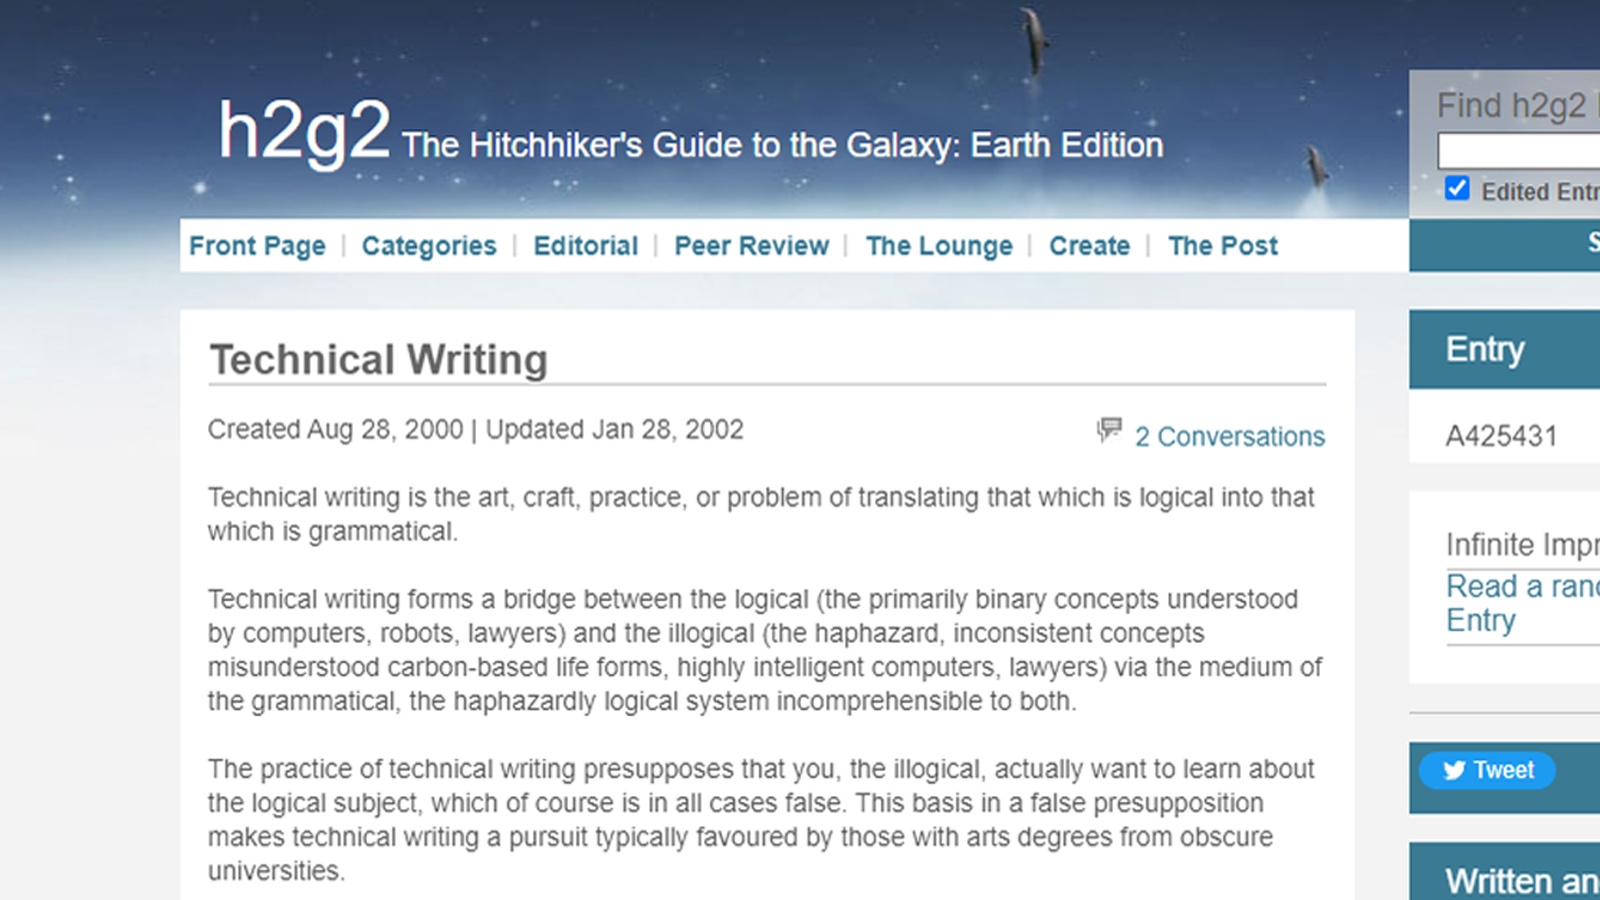 h2g2 The Hitchhiker's Guide to the Galaxy: Earth Edition
Find h2g2
Edited Entr
Front Page | Categories | Editorial | Peer Review | The Lounge | Create | The Post
S
Technical Writing
Created Aug 28, 2000 | Updated Jan 28, 2002
2 Conversations
Technical writing is the art, craft, practice, or problem of translating that which is logical into that
which is grammatical.
Technical writing forms a bridge between the logical (the primarily binary concepts understood
by computers, robots, lawyers) and the illogical (the haphazard, inconsistent concepts
misunderstood carbon-based life forms, highly intelligent computers, lawyers) via the medium of
the grammatical, the haphazardly logical system incomprehensible to both.
The practice of technical writing presupposes that you, the illogical, actually want to learn about
the logical subject, which of course is in all cases false. This basis in a false presupposition
makes technical writing a pursuit typically favoured by those with arts degrees from obscure
universities.
Entry
A425431
Infinite Impr
Read a rand
Entry
Tweet
Written an